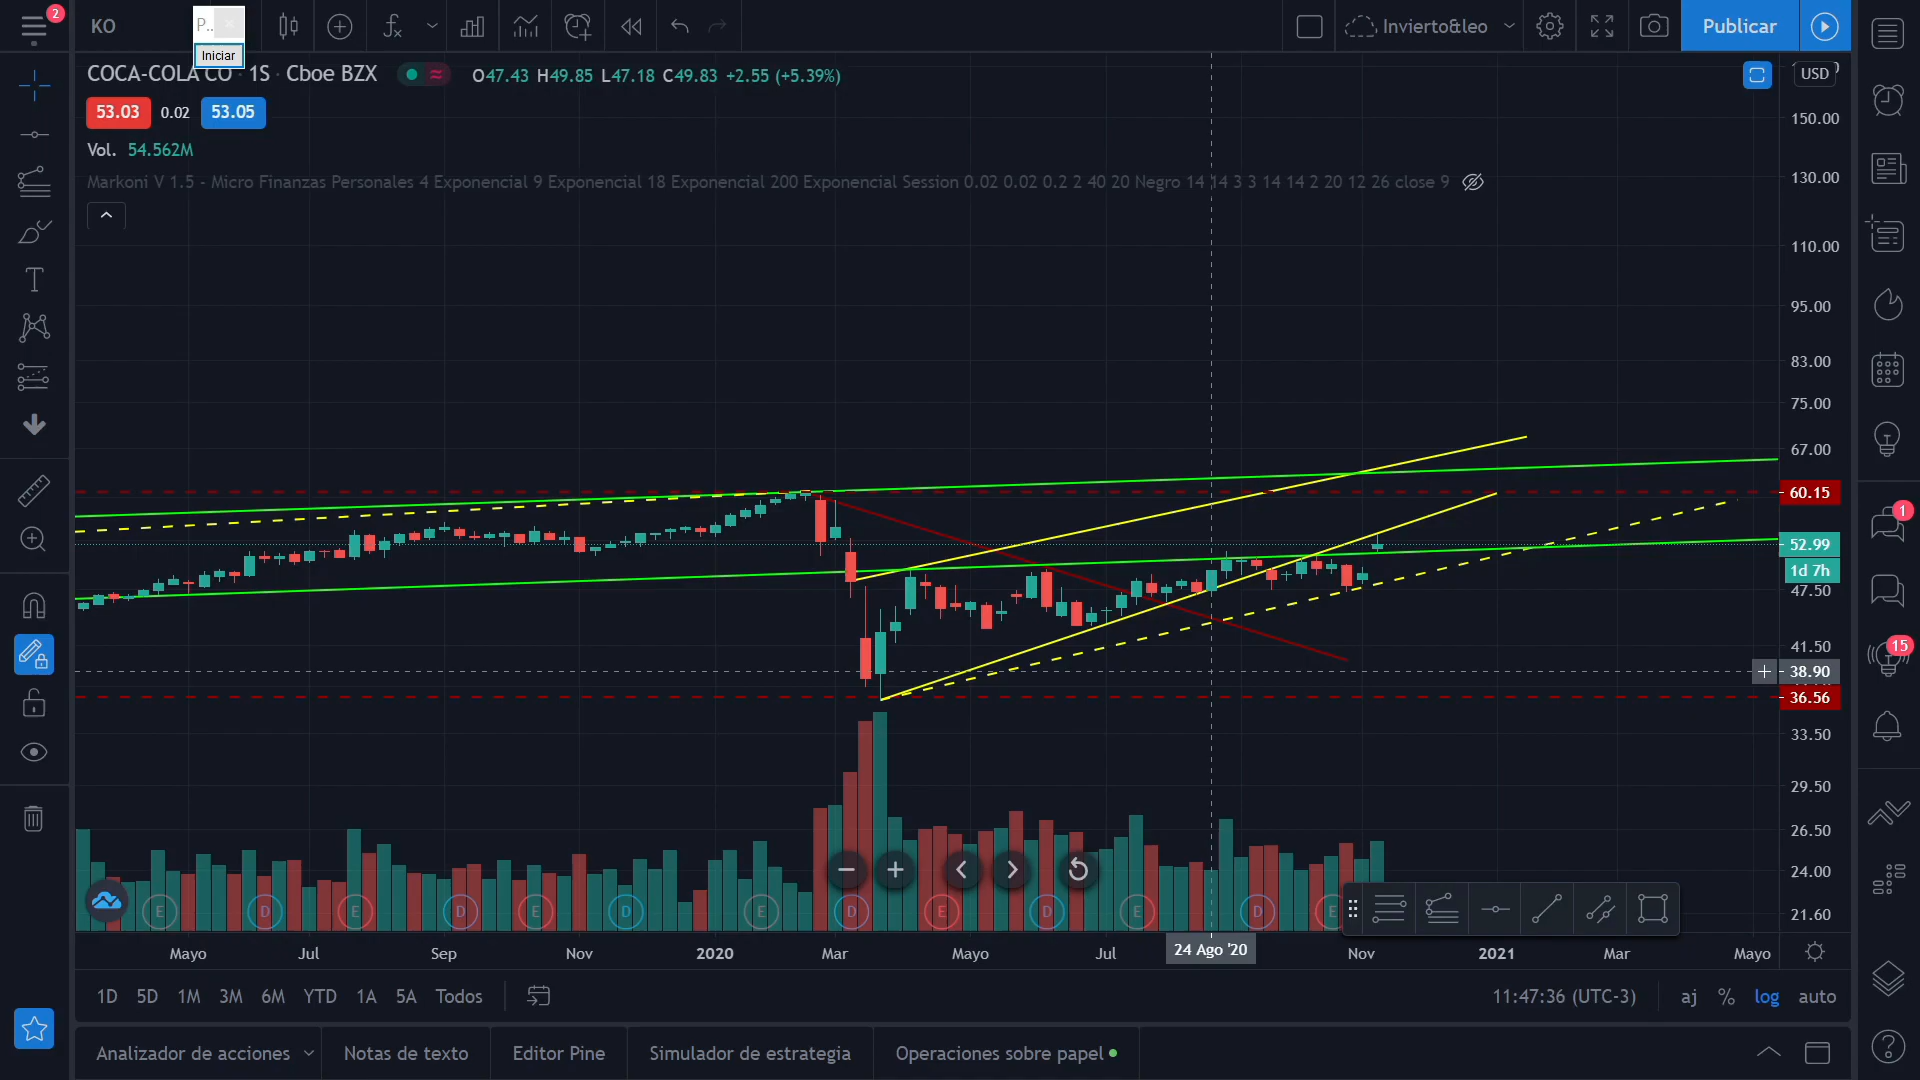 2
KO
P...
Iniciar
Invierto&leo
Publicar
COCA-COLA CO · 1S · Cboe BZX
O47.43 H49.85 L47.18 C49.83 +2.55 (+5.39%)
USD
53.03 0.02 53.05
150.00
Vol. 54.562M
Markoni V 1.5 - Micro Finanzas Personales 4 Exponencial 9 Exponencial 18 Exponencial 200 Exponencial Session 0.02 0.02 0.2 2 40 20 Negro 14 14 3 3 14 14 2 20 12 26 close 9
130.00
110.00
95.00
83.00
75.00
67.00
60.15
1
52.99
1d 7h
47.50
41.50
15
38.90
36.56
33.50
29.50
26.50
24.00
E D E D E D E D E D E D E
21.60
Mayo Jul Sep Nov 2020 Mar Mayo Jul 24 Ago '20 Nov 2021 Mar Mayo
1D 5D 1M 3M 6M YTD 1A 5A Todos
11:47:36 (UTC-3) aj % log auto
Analizador de acciones Notas de texto Editor Pine Simulador de estrategia Operaciones sobre papel